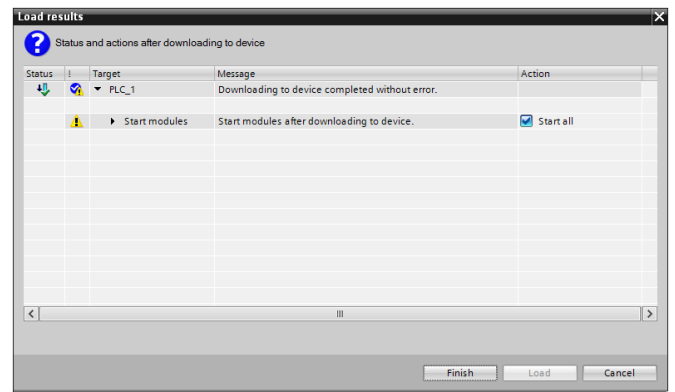 Load results
Status and actions after downloading to device
Status ! Target Message Action
PLC_1 Downloading to device completed without error.
Start modules Start modules after downloading to device. Start all
Finish Load Cancel